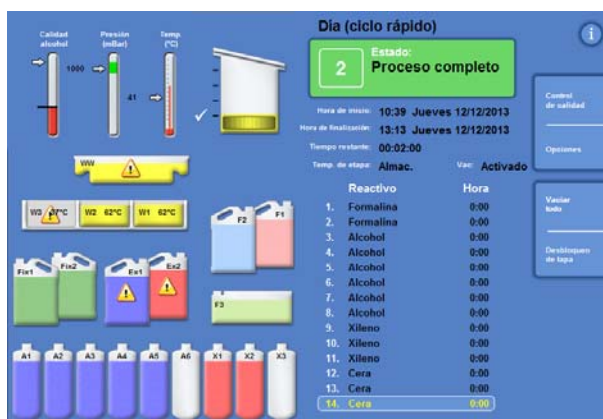 Día (ciclo rápido)
Calidad alcohol
Presión (mBar)
Temp (°C)
1000
41
2
Estado:
Proceso completo
Hora de inicio: 10:39 Jueves 12/12/2013
Hora de finalización: 13:13 Jueves 12/12/2013
Tiempo restante: 00:02:00
Temp. de etapa: Almac. Vac: Activado
Control de calidad
Opciones
Vaciar todo
Desbloqueo de tapa
WW
W3 °C
W2 62°C
W1 62°C
F2
F1
F3
Fix1
Fix2
Ex1
Ex2
A1 A2 A3 A4 A5 A6 X1 X2 X3
Reactivo Hora
1. Formalina 0:00
2. Formalina 0:00
3. Alcohol 0:00
4. Alcohol 0:00
5. Alcohol 0:00
6. Alcohol 0:00
7. Alcohol 0:00
8. Alcohol 0:00
9. Xileno 0:00
10. Xileno 0:00
11. Xileno 0:00
12. Cera 0:00
13. Cera 0:00
14. Cera 0:00